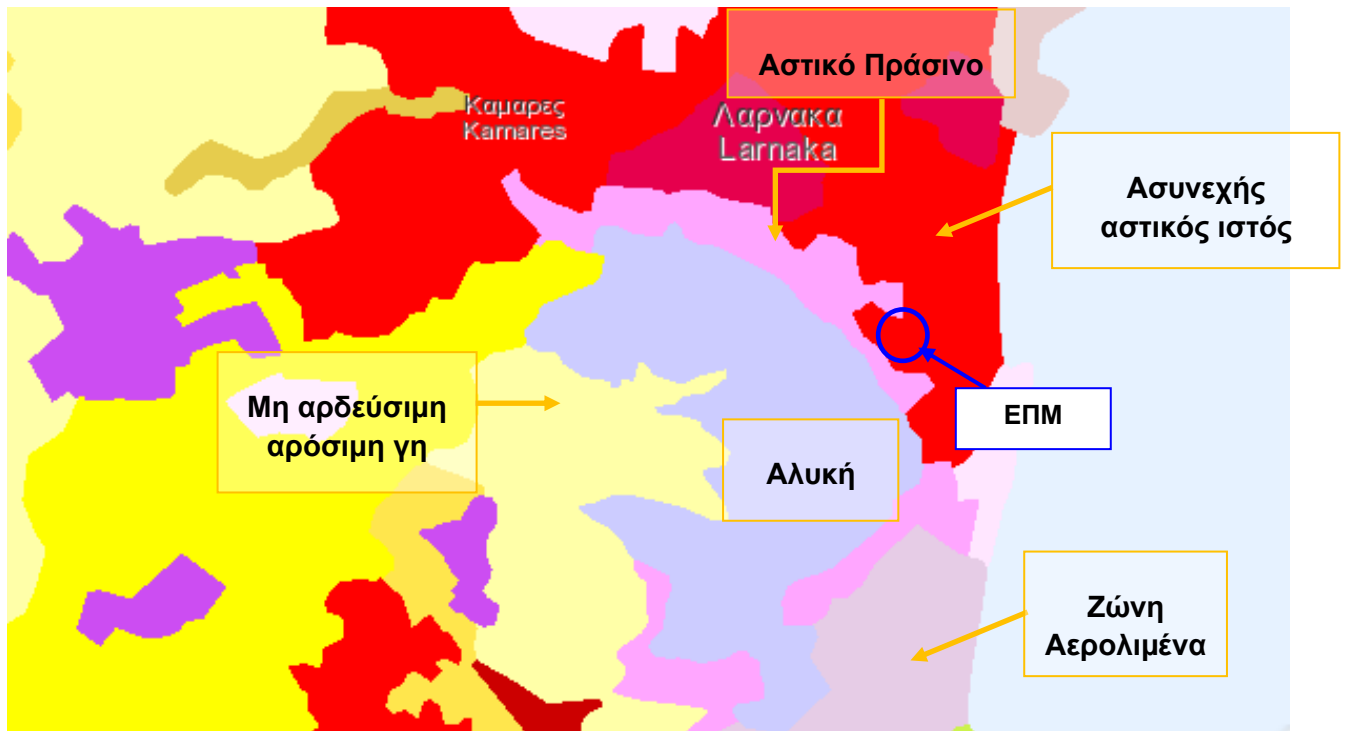 Αστικό Πράσινο
Καμαρες
Kamares
Λαρνακα
Larnaka
Ασυνεχής
αστικός ιστός
Μη αρδεύσιμη
αρόσιμη γη
ΕΠΜ
Αλυκή
Ζώνη
Αερολιμένα